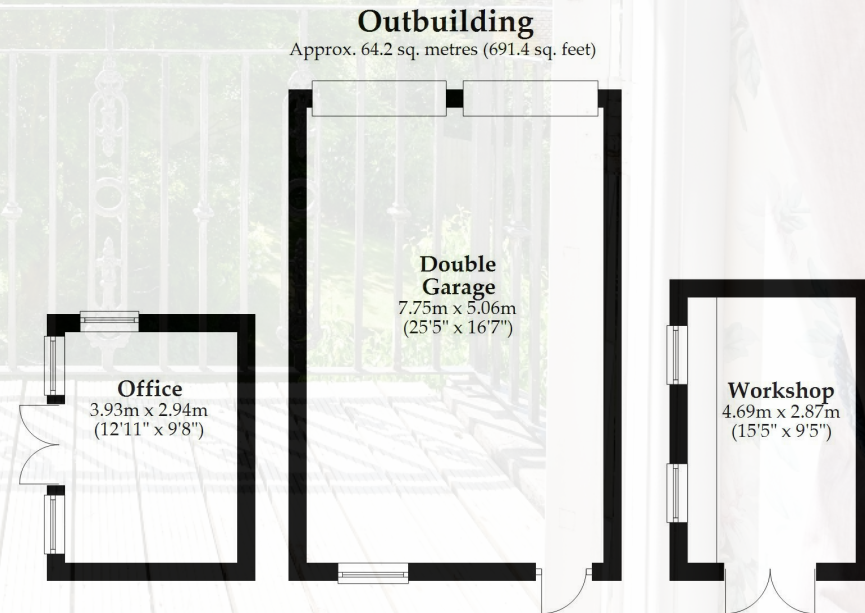 Outbuilding
Approx. 64.2 sq. metres (691.4 sq. feet)
Double
Garage
7.75m x 5.06m
(25'5" x 16'7")
Office
3.93m x 2.94m
(12'11" x 9'8")
Workshop
4.69m x 2.87m
(15'5" x 9'5")